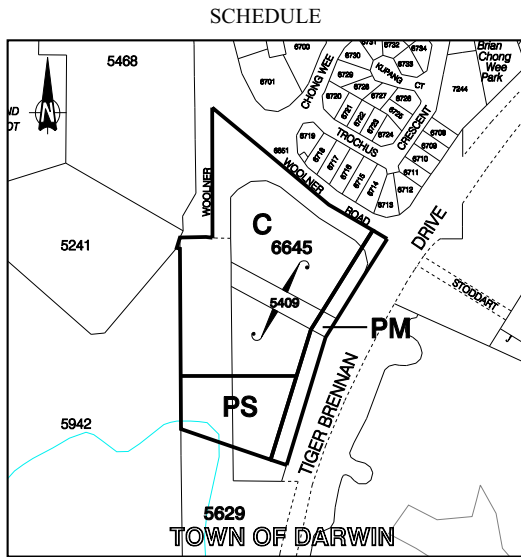 SCHEDULE
5468
6700
6701
CHONG WEE
6730
6731
6732
6734
6733
6729
KUPANG
CT
6728
6727
6726
6725
6720
6721
6722
6723
6724
TROCHUS
CRESCENT
Brian
Chong
Wee
Park
7244
6708
6709
6710
6711
6712
6713
6714
6715
6716
6717
6718
6719
6651
WOOLNER
ROAD
WOOLNER
N
5241
C
6645
5409
DRIVE
STODDART
PM
PS
5942
TIGER BRENNAN
5629
TOWN OF DARWIN